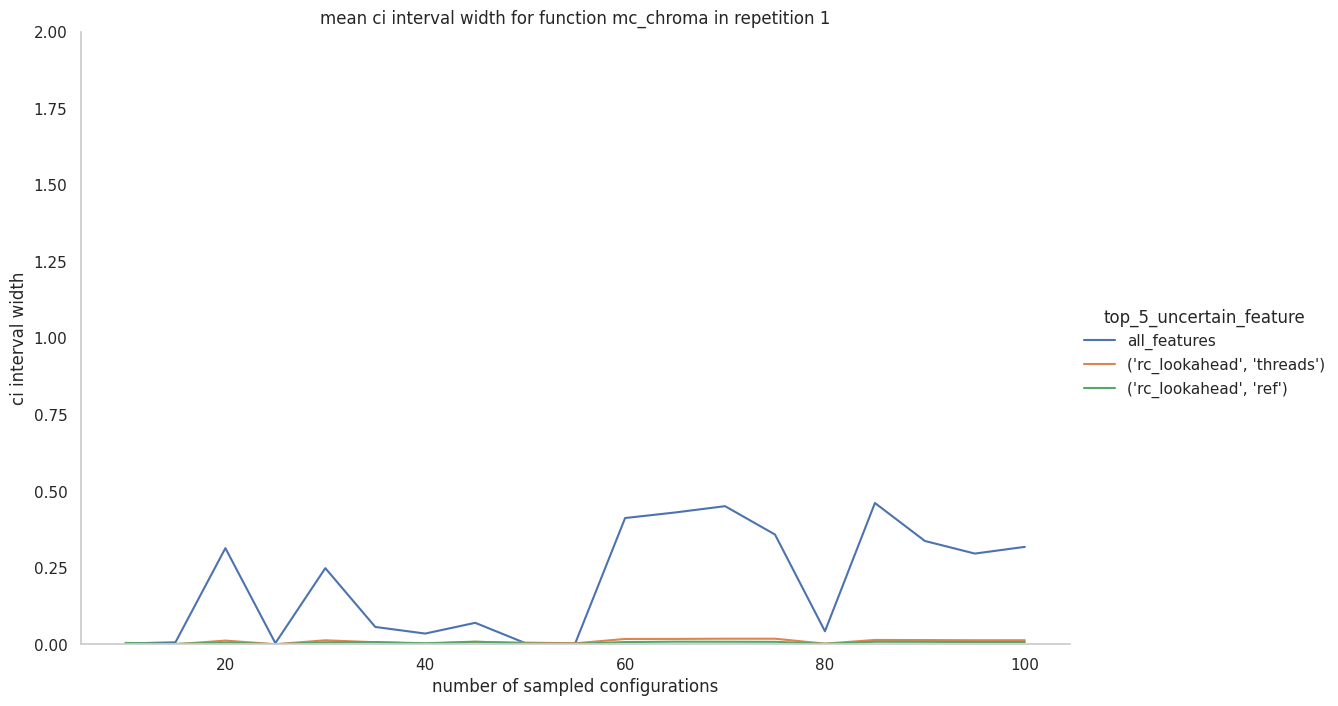 mean ci interval width for function mc_chroma in repetition 1
2.00
1.75
1.50
1.25
1.00
0.75
0.50
0.25
0.00
ci interval width
20
40
60
80
100
number of sampled configurations
top_5_uncertain_feature
all_features
('rc_lookahead', 'threads')
('rc_lookahead', 'ref')